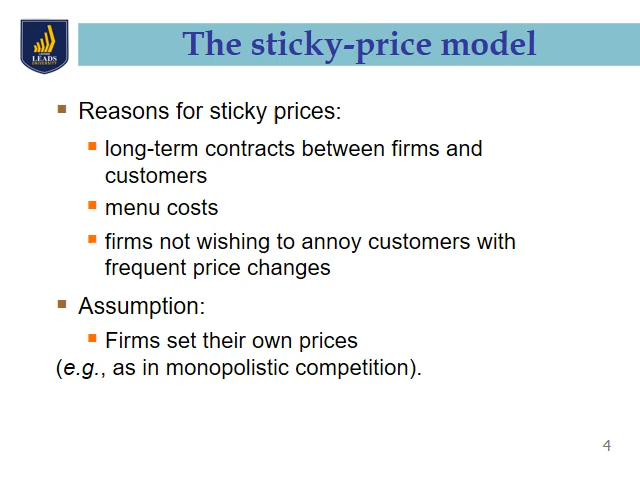 The sticky-price model
LEADS
UNIVERSITY
Reasons for sticky prices:
long-term contracts between firms and
customers
menu costs
firms not wishing to annoy customers with
frequent price changes
Assumption:
Firms set their own prices
(e.g., as in monopolistic competition).
4